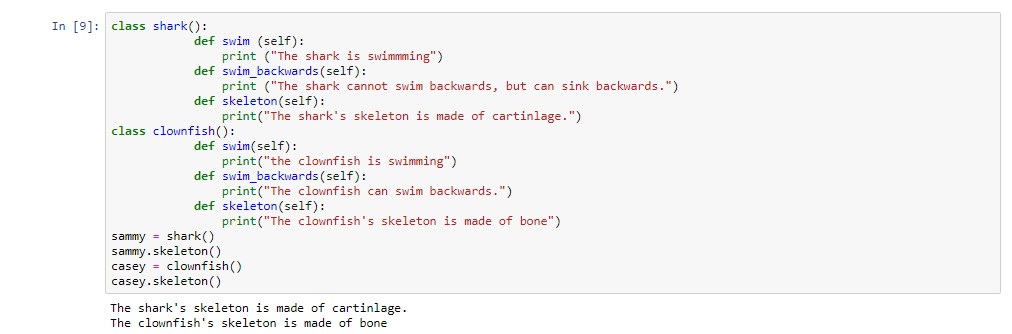 In [9]: class shark():
def swim (self):
print ("The shark is swimmming")
def swim_backwards(self):
print ("The shark cannot swim backwards, but can sink backwards.")
def skeleton(self):
print("The shark's skeleton is made of cartinlage.")
class clownfish():
def swim(self):
print("the clownfish is swimming")
def swim_backwards(self):
print("The clownfish can swim backwards.")
def skeleton(self):
print("The clownfish's skeleton is made of bone")
sammy = shark()
sammy.skeleton()
casey = clownfish()
casey.skeleton()
The shark's skeleton is made of cartinlage.
The clownfish's skeleton is made of bone